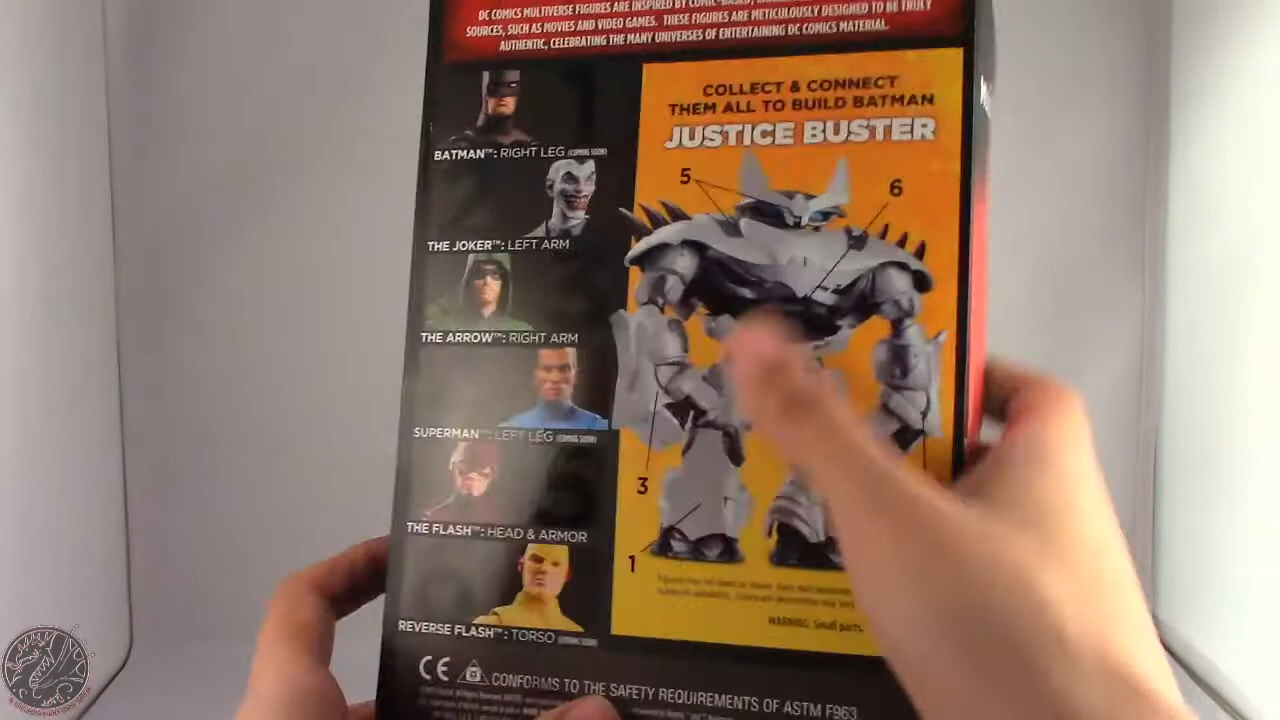 DC COMICS MULTIVERSE FIGURES ARE INSPIRED BY COMIC-BASED,
SOURCES, SUCH AS MOVIES AND VIDEO GAMES. THESE FIGURES ARE METICULOUSLY DESIGNED TO BE TRULY
AUTHENTIC, CELEBRATING THE MANY UNIVERSES OF ENTERTAINING DC COMICS MATERIAL.
BATMAN™: RIGHT LEG (COMING SOON)
THE JOKER™: LEFT ARM
THE ARROW™: RIGHT ARM
SUPERMAN™: LEFT LEG (COMING SOON)
THE FLASH™: HEAD & ARMOR
REVERSE FLASH™: TORSO (COMING SOON)
COLLECT & CONNECT
THEM ALL TO BUILD BATMAN
JUSTICE BUSTER
5
6
3
1
WARNING: Small parts.
CE
CONFORMS TO THE SAFETY REQUIREMENTS OF ASTM F963